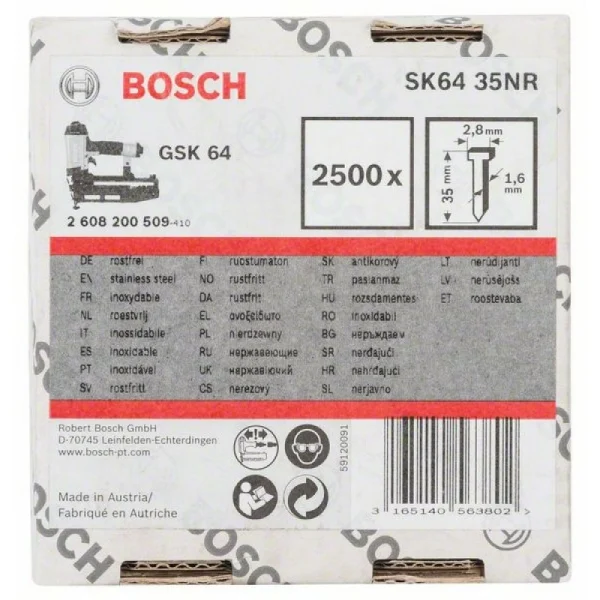 BOSCH
SK64 35NR
GSK 64
2500 x
2,8 mm
35 mm
1,6 mm
2 608 200 509-410
DE rostfrei
EN stainless steel
FR inoxydable
NL roestvrij
IT inossidabile
ES inoxidable
PT inoxidável
SV rostfritt
FI ruostumaton
NO rustfritt
DA rustfrit
EL ανοξείδωτο
PL nierdzewny
RU нержавеющие
UK нержавіючий
CS nerezový
SK antikorový
TR paslanmaz
HU rozsdamentes
RO inoxidabil
BG неръждаем
SR nerđajući
HR nehrđajući
SL nerjavno
LT nerūdijanti
LV nerūsējošs
ET roostevaba
Robert Bosch GmbH
D-70745 Leinfelden-Echterdingen
www.bosch-pt.com
Made in Austria/
Fabriqué en Autriche
59120091
3 165140 563802 >
BOSCH
BOSCH